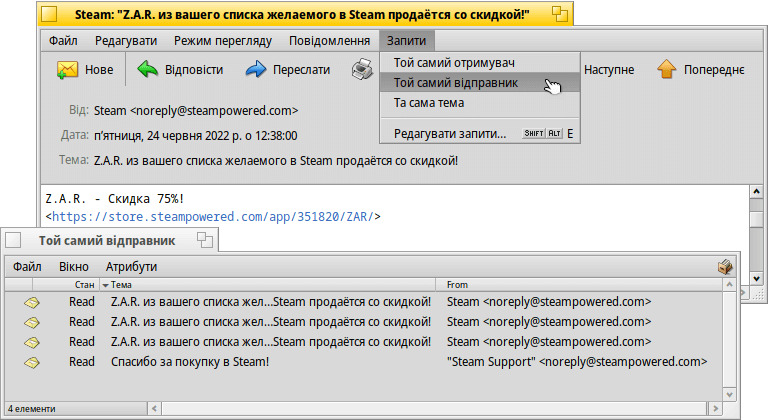 Steam: "Z.A.R. из вашего списка желаемого в Steam продаётся со скидкой!"
Файл Редагувати Режим перегляду Повідомлення Запити
Нове Відповісти Переслати Наступне Попереднє
Той самий отримувач
Той самий відправник
Та сама тема
Редагувати запити... SHIFT ALT E
Від: Steam <noreply@steampowered.com>
Дата: п’ятниця, 24 червня 2022 р. о 12:38:00
Тема: Z.A.R. из вашего списка желаемого в Steam продаётся со скидкой!
Z.A.R. - Скидка 75%!
<https://store.steampowered.com/app/351820/ZAR/>
Той самий відправник
Файл Вікно Атрибути
Стан Тема From
Read Z.A.R. из вашего списка жел...Steam продаётся со скидкой! Steam <noreply@steampowered.com>
Read Z.A.R. из вашего списка жел...Steam продаётся со скидкой! Steam <noreply@steampowered.com>
Read Z.A.R. из вашего списка жел...Steam продаётся со скидкой! Steam <noreply@steampowered.com>
Read Спасибо за покупку в Steam! "Steam Support" <noreply@steampowered.com>
4 елементи